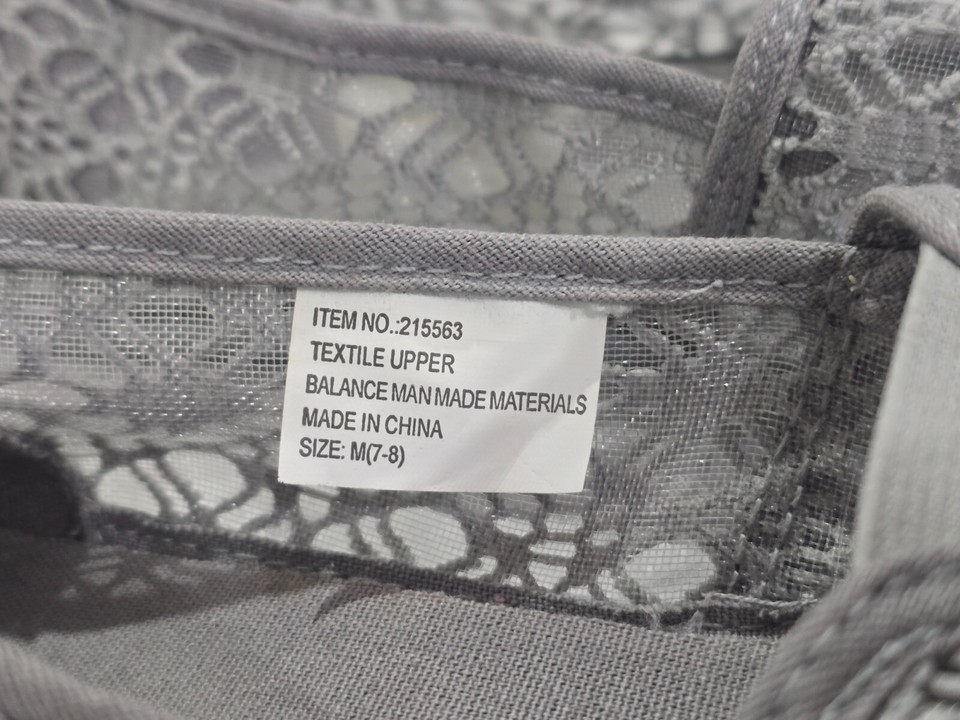 ITEM NO.:215563
TEXTILE UPPER
BALANCE MAN MADE MATERIALS
MADE IN CHINA
SIZE: M(7-8)